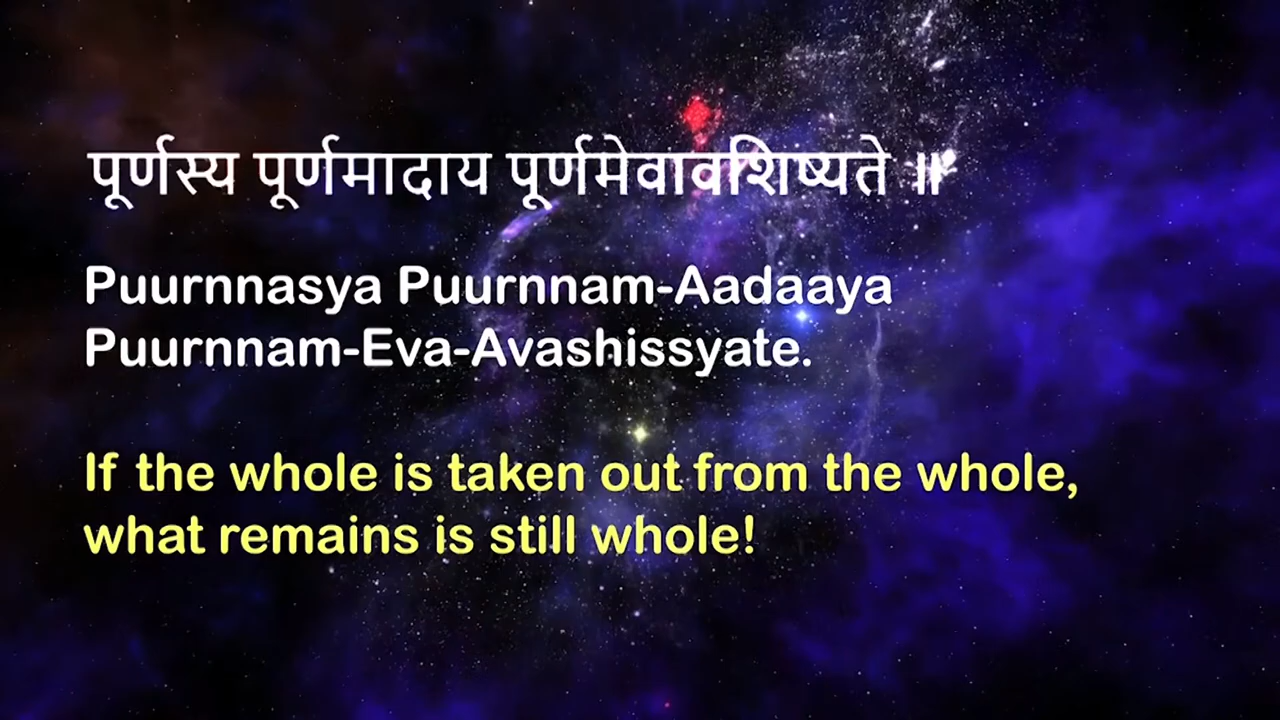 पूर्णस्य पूर्णमादाय पूर्णमेवावशिष्यते ॥
Puurnnasya Puurnnam-Aadaaya
Puurnnam-Eva-Avashissyate.
If the whole is taken out from the whole,
what remains is still whole!